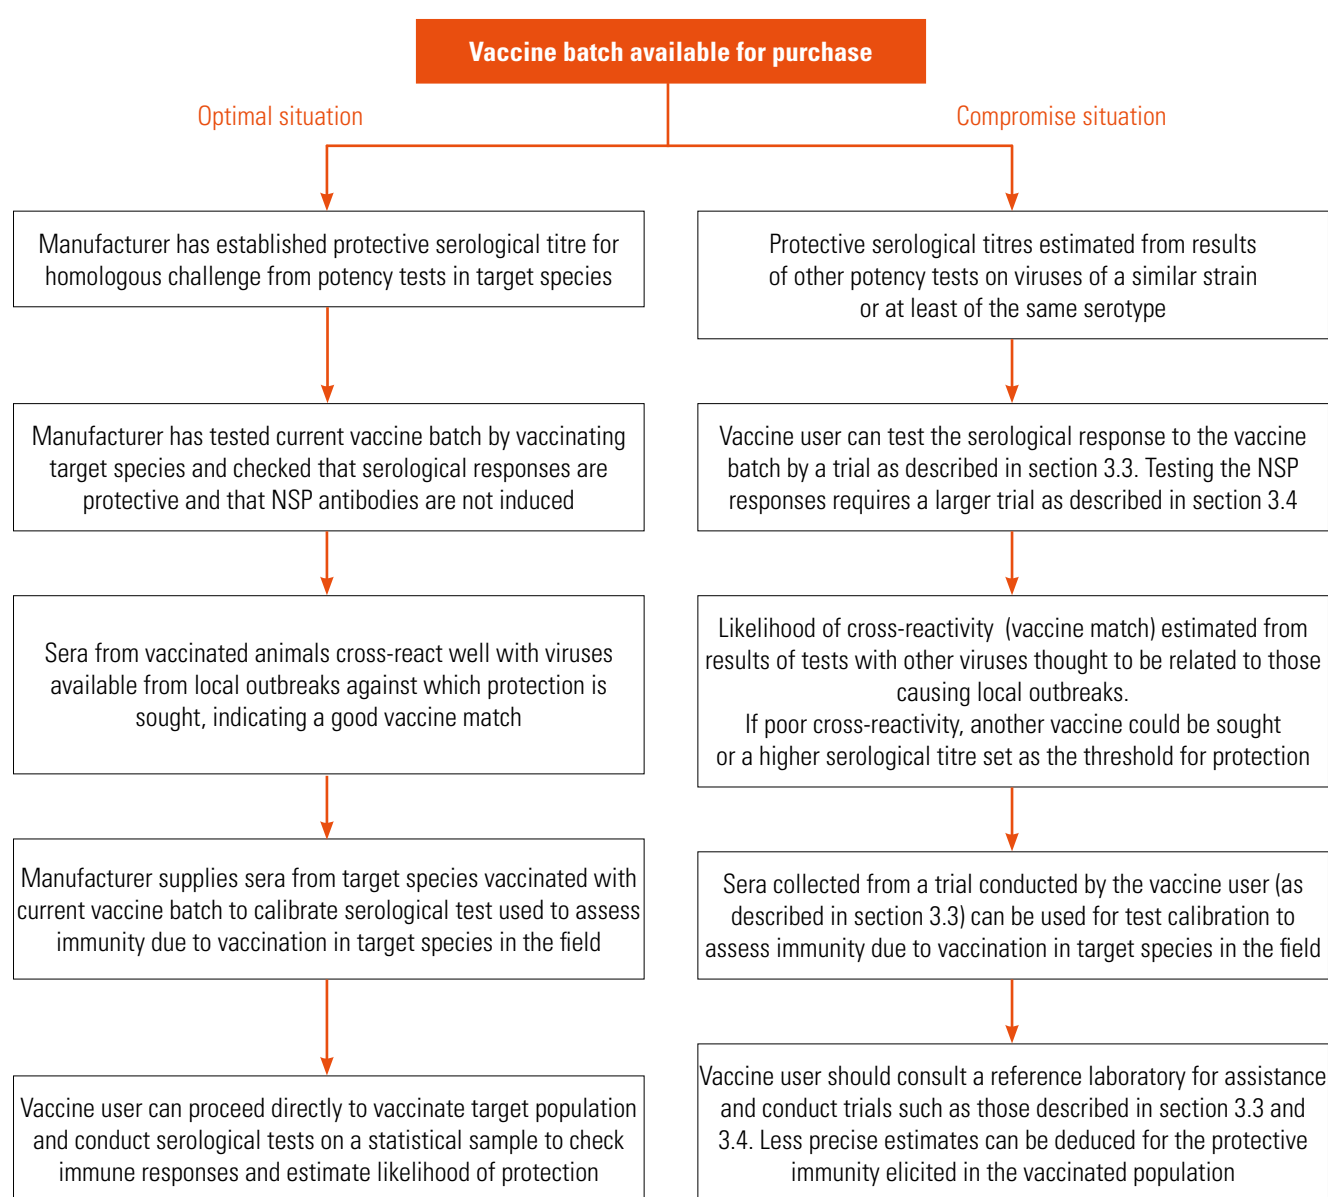 Vaccine batch available for purchase
Optimal situation
Compromise situation
Manufacturer has established protective serological titre for
homologous challenge from potency tests in target species
Protective serological titres estimated from results
of other potency tests on viruses of a similar strain
or at least of the same serotype
Manufacturer has tested current vaccine batch by vaccinating
target species and checked that serological responses are
protective and that NSP antibodies are not induced
Vaccine user can test the serological response to the vaccine
batch by a trial as described in section 3.3. Testing the NSP
responses requires a larger trial as described in section 3.4
Sera from vaccinated animals cross-react well with viruses
available from local outbreaks against which protection is
sought, indicating a good vaccine match
Likelihood of cross-reactivity (vaccine match) estimated from
results of tests with other viruses thought to be related to those
causing local outbreaks.
If poor cross-reactivity, another vaccine could be sought
or a higher serological titre set as the threshold for protection
Manufacturer supplies sera from target species vaccinated with
current vaccine batch to calibrate serological test used to assess
immunity due to vaccination in target species in the field
Sera collected from a trial conducted by the vaccine user (as
described in section 3.3) can be used for test calibration to
assess immunity due to vaccination in target species in the field
Vaccine user can proceed directly to vaccinate target population
and conduct serological tests on a statistical sample to check
immune responses and estimate likelihood of protection
Vaccine user should consult a reference laboratory for assistance
and conduct trials such as those described in section 3.3 and
3.4. Less precise estimates can be deduced for the protective
immunity elicited in the vaccinated population